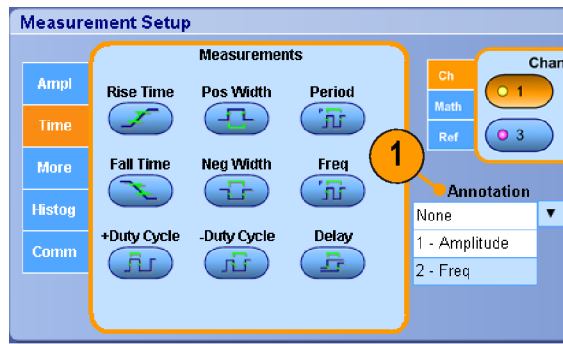 Measurement Setup
Measurements
Ampl
Time
More
Histog
Comm
Rise Time Pos Width Period
Fall Time Neg Width Freq
+Duty Cycle -Duty Cycle Delay
Chan
Ch
Math
Ref
1
3
1
Annotation
None
1 - Amplitude
2 - Freq